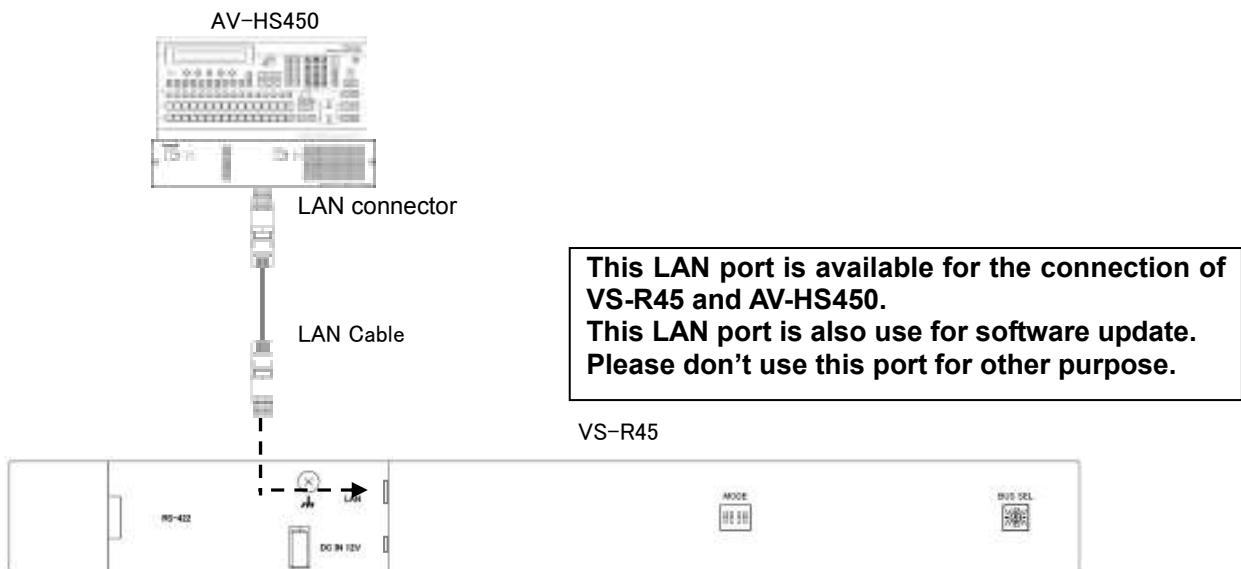 AV-HS450
LAN connector
This LAN port is available for the connection of
VS-R45 and AV-HS450.
This LAN port is also use for software update.
Please don't use this port for other purpose.
LAN Cable
VS-R45
LAN
MODE
BUS SEL
RS-422
DC IN 12V